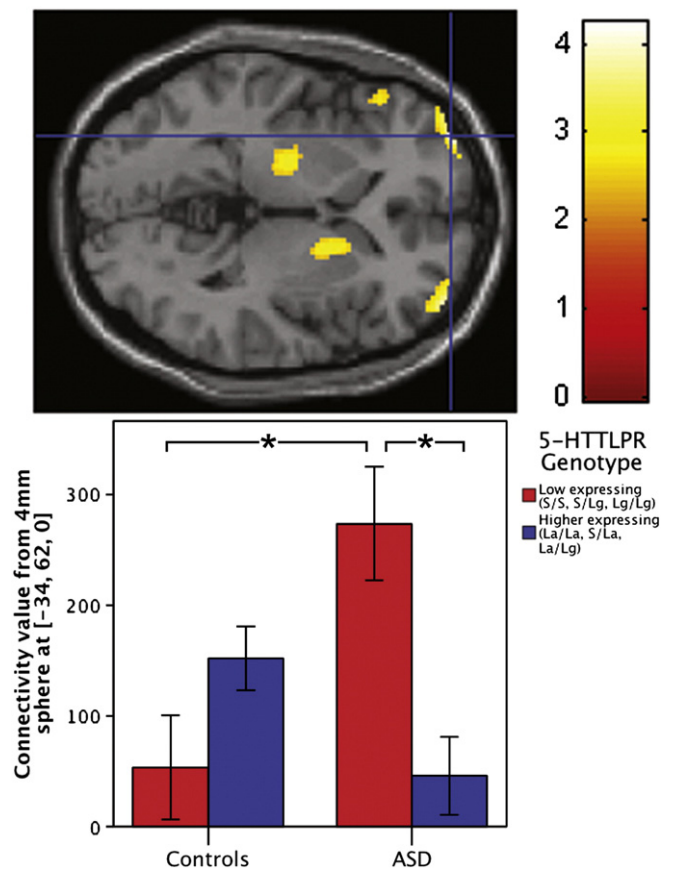 4
3
2
1
0
5-HTTLPR
Genotype
Low expressing
(S/S, S/Lg, Lg/Lg)
Higher expressing
(La/La, S/La,
La/Lg)
*
*
300
200
100
0
Connectivity value from 4mm
sphere at [-34, 62, 0]
Controls
ASD